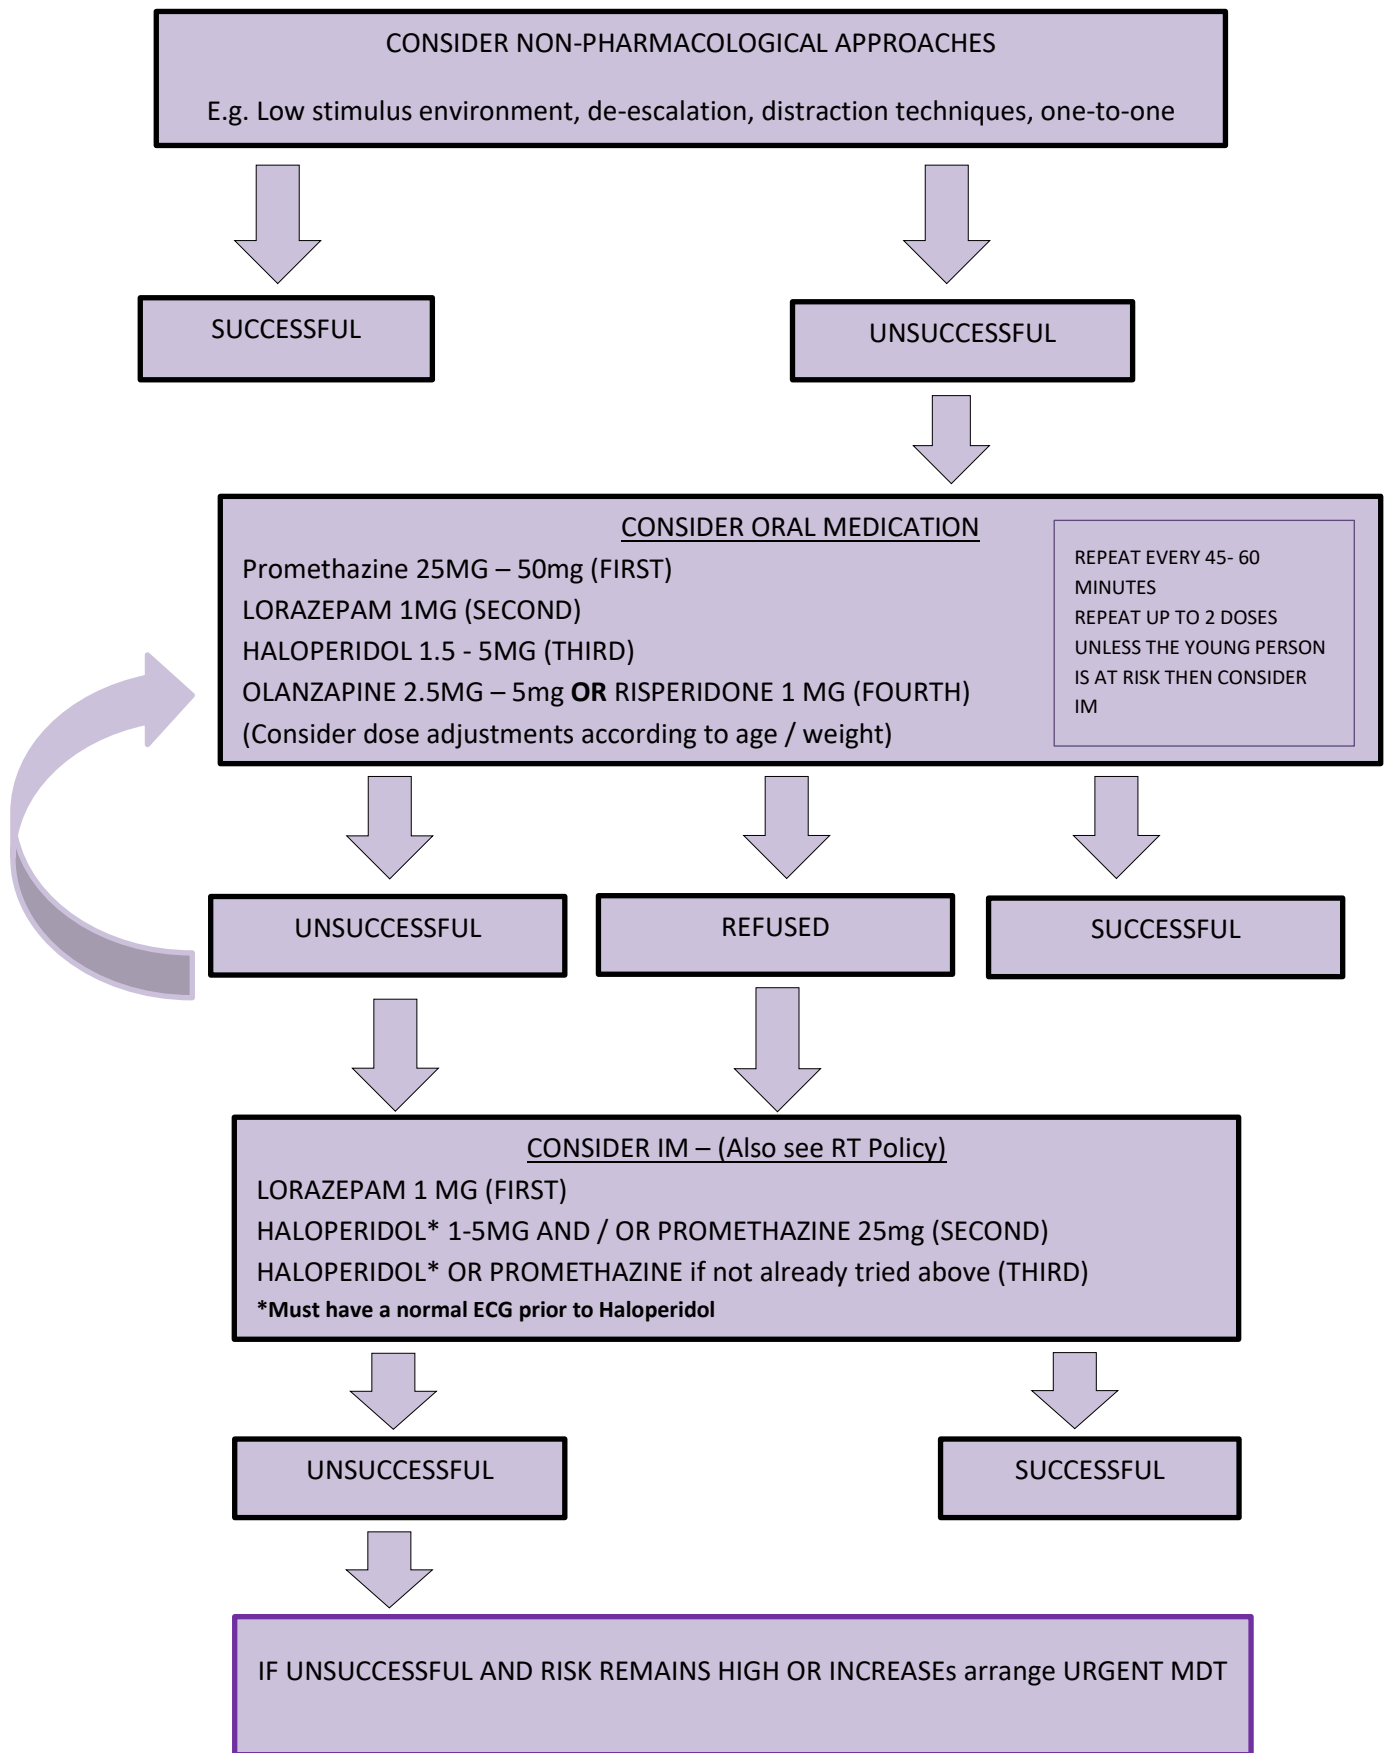 CONSIDER NON-PHARMACOLOGICAL APPROACHES
E.g. Low stimulus environment, de-escalation, distraction techniques, one-to-one
SUCCESSFUL
UNSUCCESSFUL
CONSIDER ORAL MEDICATION
Promethazine 25MG – 50mg (FIRST)
LORAZEPAM 1MG (SECOND)
HALOPERIDOL 1.5 - 5MG (THIRD)
OLANZAPINE 2.5MG – 5mg OR RISPERIDONE 1 MG (FOURTH)
(Consider dose adjustments according to age / weight)
REPEAT EVERY 45- 60
MINUTES
REPEAT UP TO 2 DOSES
UNLESS THE YOUNG PERSON
IS AT RISK THEN CONSIDER
IM
UNSUCCESSFUL
REFUSED
SUCCESSFUL
CONSIDER IM – (Also see RT Policy)
LORAZEPAM 1 MG (FIRST)
HALOPERIDOL* 1-5MG AND / OR PROMETHAZINE 25mg (SECOND)
HALOPERIDOL* OR PROMETHAZINE if not already tried above (THIRD)
*Must have a normal ECG prior to Haloperidol
UNSUCCESSFUL
SUCCESSFUL
IF UNSUCCESSFUL AND RISK REMAINS HIGH OR INCREASEs arrange URGENT MDT